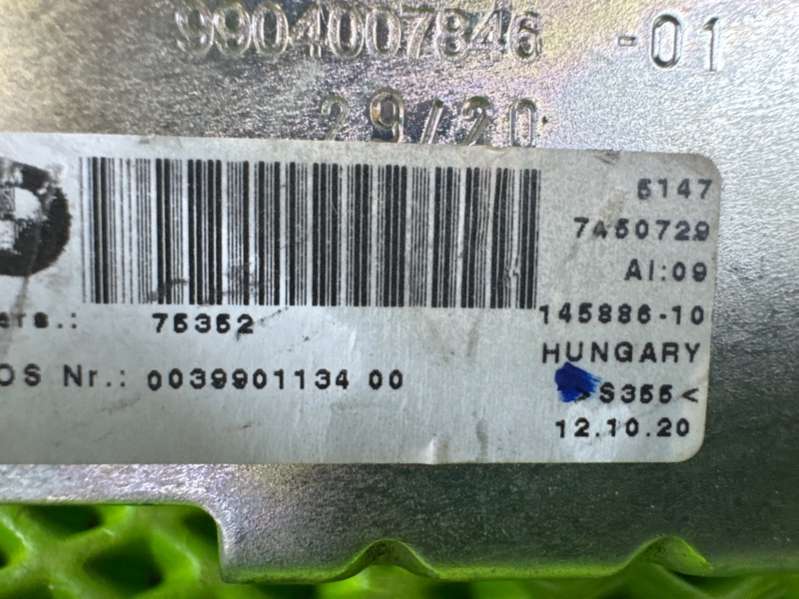 9904007846 -01
29/20
5147
7450729
AI:09
ers.: 75352
145886-10
OS Nr.: 0039901134 00
HUNGARY
>S355<
12.10.20